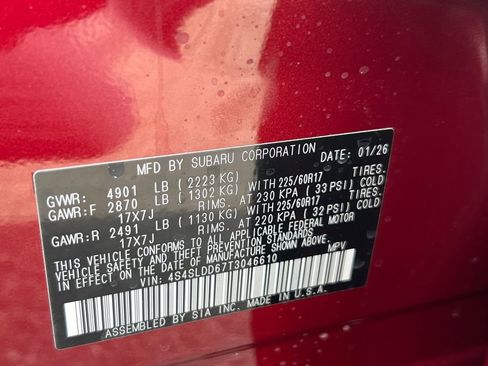 MFD BY SUBARU CORPORATION DATE: 01/26
GVWR: 4901 LB (2223 KG) TIRES.
GAWR:F 2870 LB (1302 KG) WITH 225/60R17
17X7J RIMS. AT 230 KPA (33 PSI) COLD
GAWR:R 2491 LB (1130 KG) WITH 225/60R17 TIRES.
17X7J RIMS. AT 220 KPA (32 PSI) COLD
THIS VEHICLE CONFORMS TO ALL APPLICABLE FEDERAL MOTOR
VEHICLE SAFETY AND THEFT PREVENTION STANDARDS
IN EFFECT ON THE DATE OF MANUFACTURE SHOWN ABOVE.
VIN: 4S4SLDD67T3046610 MPV
ASSEMBLED BY SIA INC. MADE IN U.S.A.